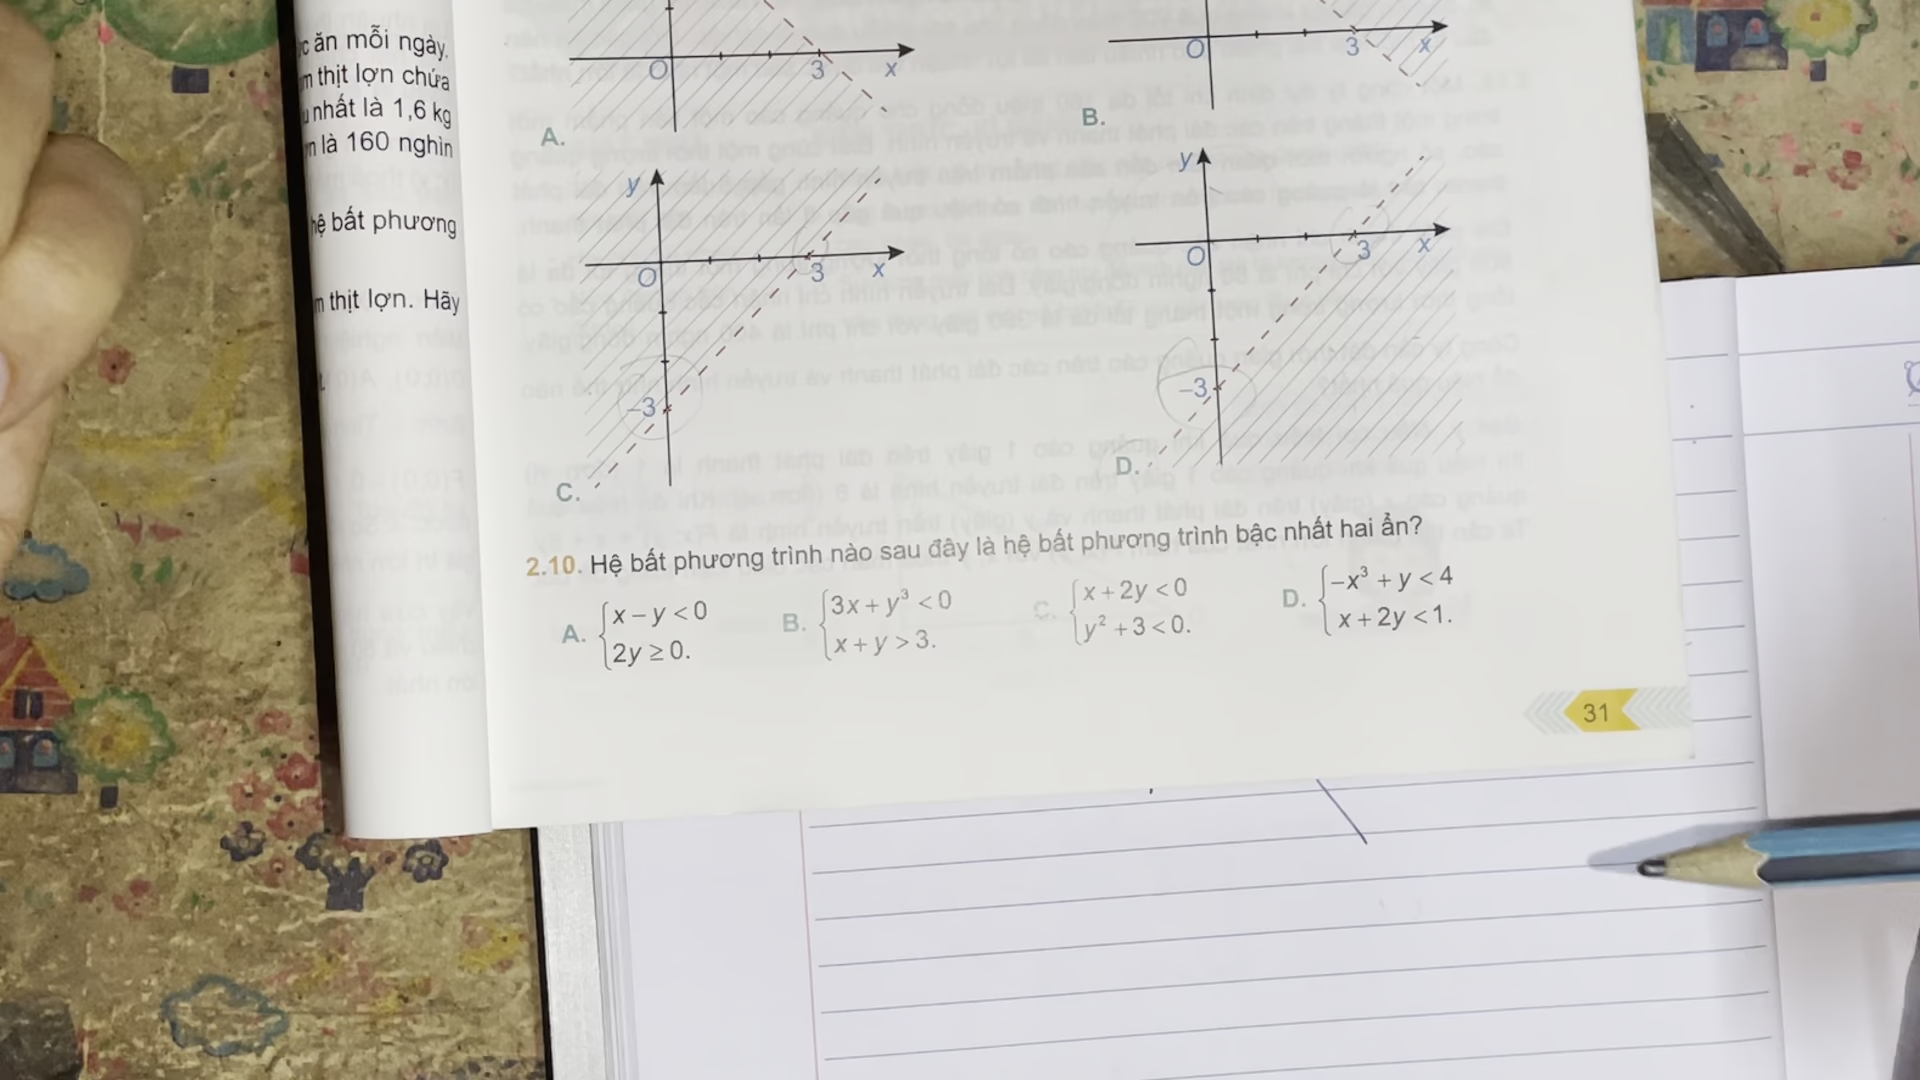 ăn mỗi ngày.
thịt lợn chứa
nhất là 1,6 kg
là 160 nghìn
hệ bất phương
thịt lợn. Hãy
O 3 x
A.
O 3 x
B.
y
O 3 x
-3
C.
y
O 3 x
-3
D.
2.10. Hệ bất phương trình nào sau đây là hệ bất phương trình bậc nhất hai ẩn?
A. {x – y < 0
2y ≥ 0.
B. {3x + y³ < 0
x + y > 3.
C. {x + 2y < 0
y² + 3 < 0.
D. {–x³ + y < 4
x + 2y < 1.
31